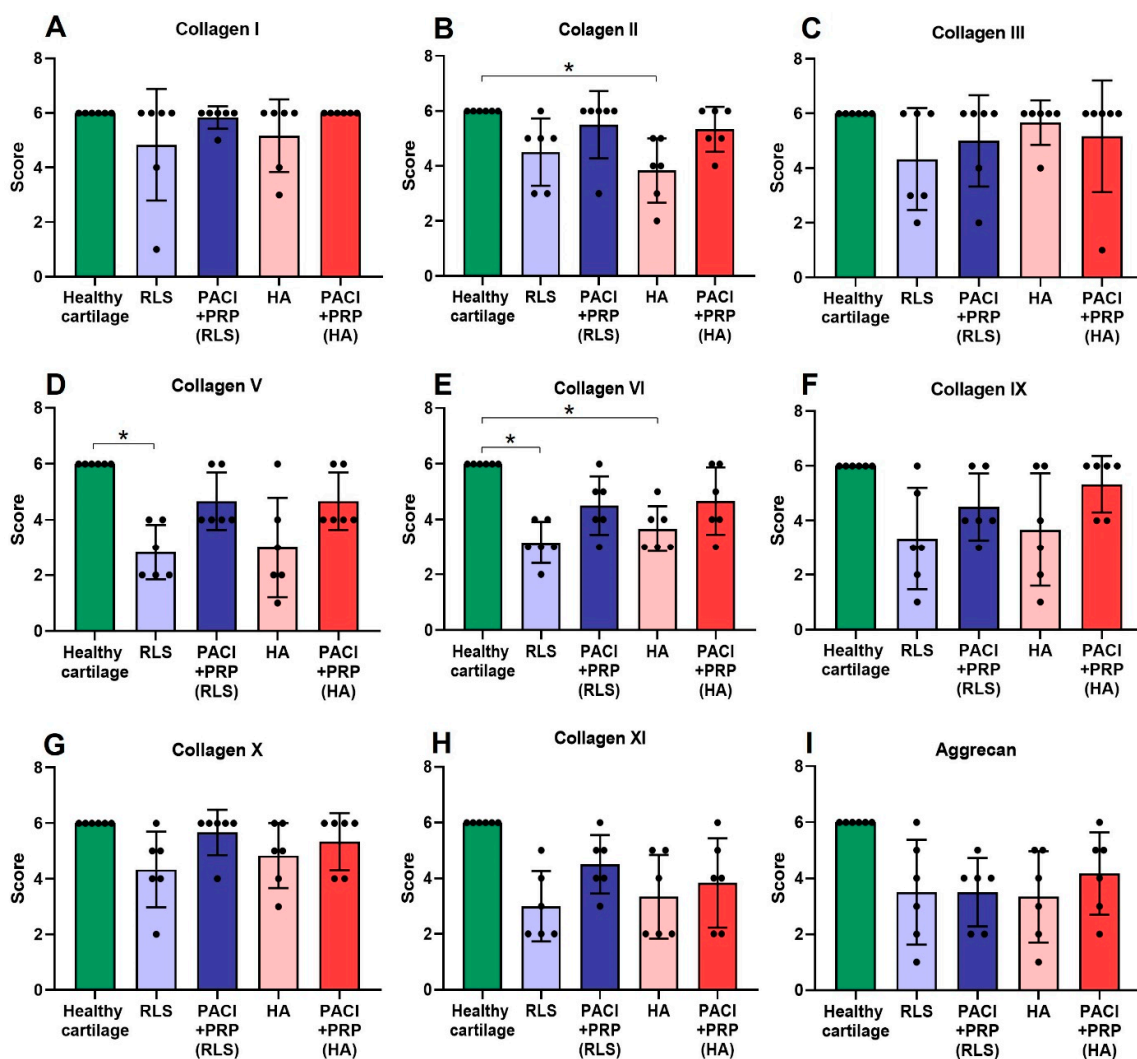 A
Collagen I
Score
8
6
4
2
0
*
Healthy
cartilage
RLS
PACI
+PRP
(RLS)
HA
PACI
+PRP
(HA)
B
Colagen II
Score
8
6
4
2
0
*
Healthy
cartilage
RLS
PACI
+PRP
(RLS)
HA
PACI
+PRP
(HA)
C
Collagen III
Score
8
6
4
2
0
Healthy
cartilage
RLS
PACI
+PRP
(RLS)
HA
PACI
+PRP
(HA)
D
Collagen V
Score
8
6
4
2
0
*
Healthy
cartilage
RLS
PACI
+PRP
(RLS)
HA
PACI
+PRP
(HA)
E
Collagen VI
Score
8
6
4
2
0
*
*
Healthy
cartilage
RLS
PACI
+PRP
(RLS)
HA
PACI
+PRP
(HA)
F
Collagen IX
Score
8
6
4
2
0
Healthy
cartilage
RLS
PACI
+PRP
(RLS)
HA
PACI
+PRP
(HA)
G
Collagen X
Score
8
6
4
2
0
Healthy
cartilage
RLS
PACI
+PRP
(RLS)
HA
PACI
+PRP
(HA)
H
Collagen XI
Score
8
6
4
2
0
Healthy
cartilage
RLS
PACI
+PRP
(RLS)
HA
PACI
+PRP
(HA)
I
Aggrecan
Score
8
6
4
2
0
Healthy
cartilage
RLS
PACI
+PRP
(RLS)
HA
PACI
+PRP
(HA)